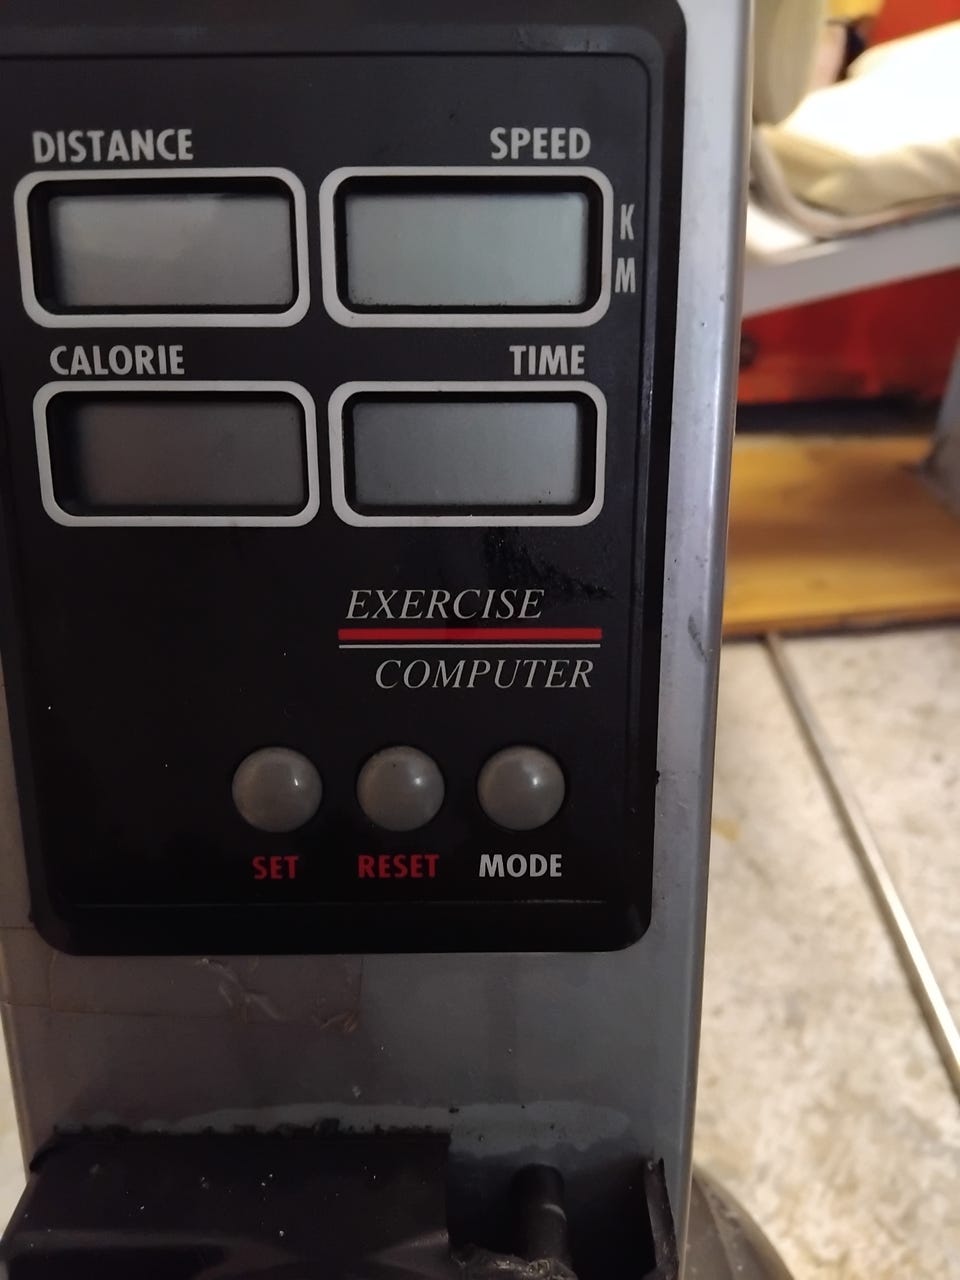 DISTANCE SPEED
K
M
CALORIE TIME
EXERCISE
COMPUTER
SET RESET MODE